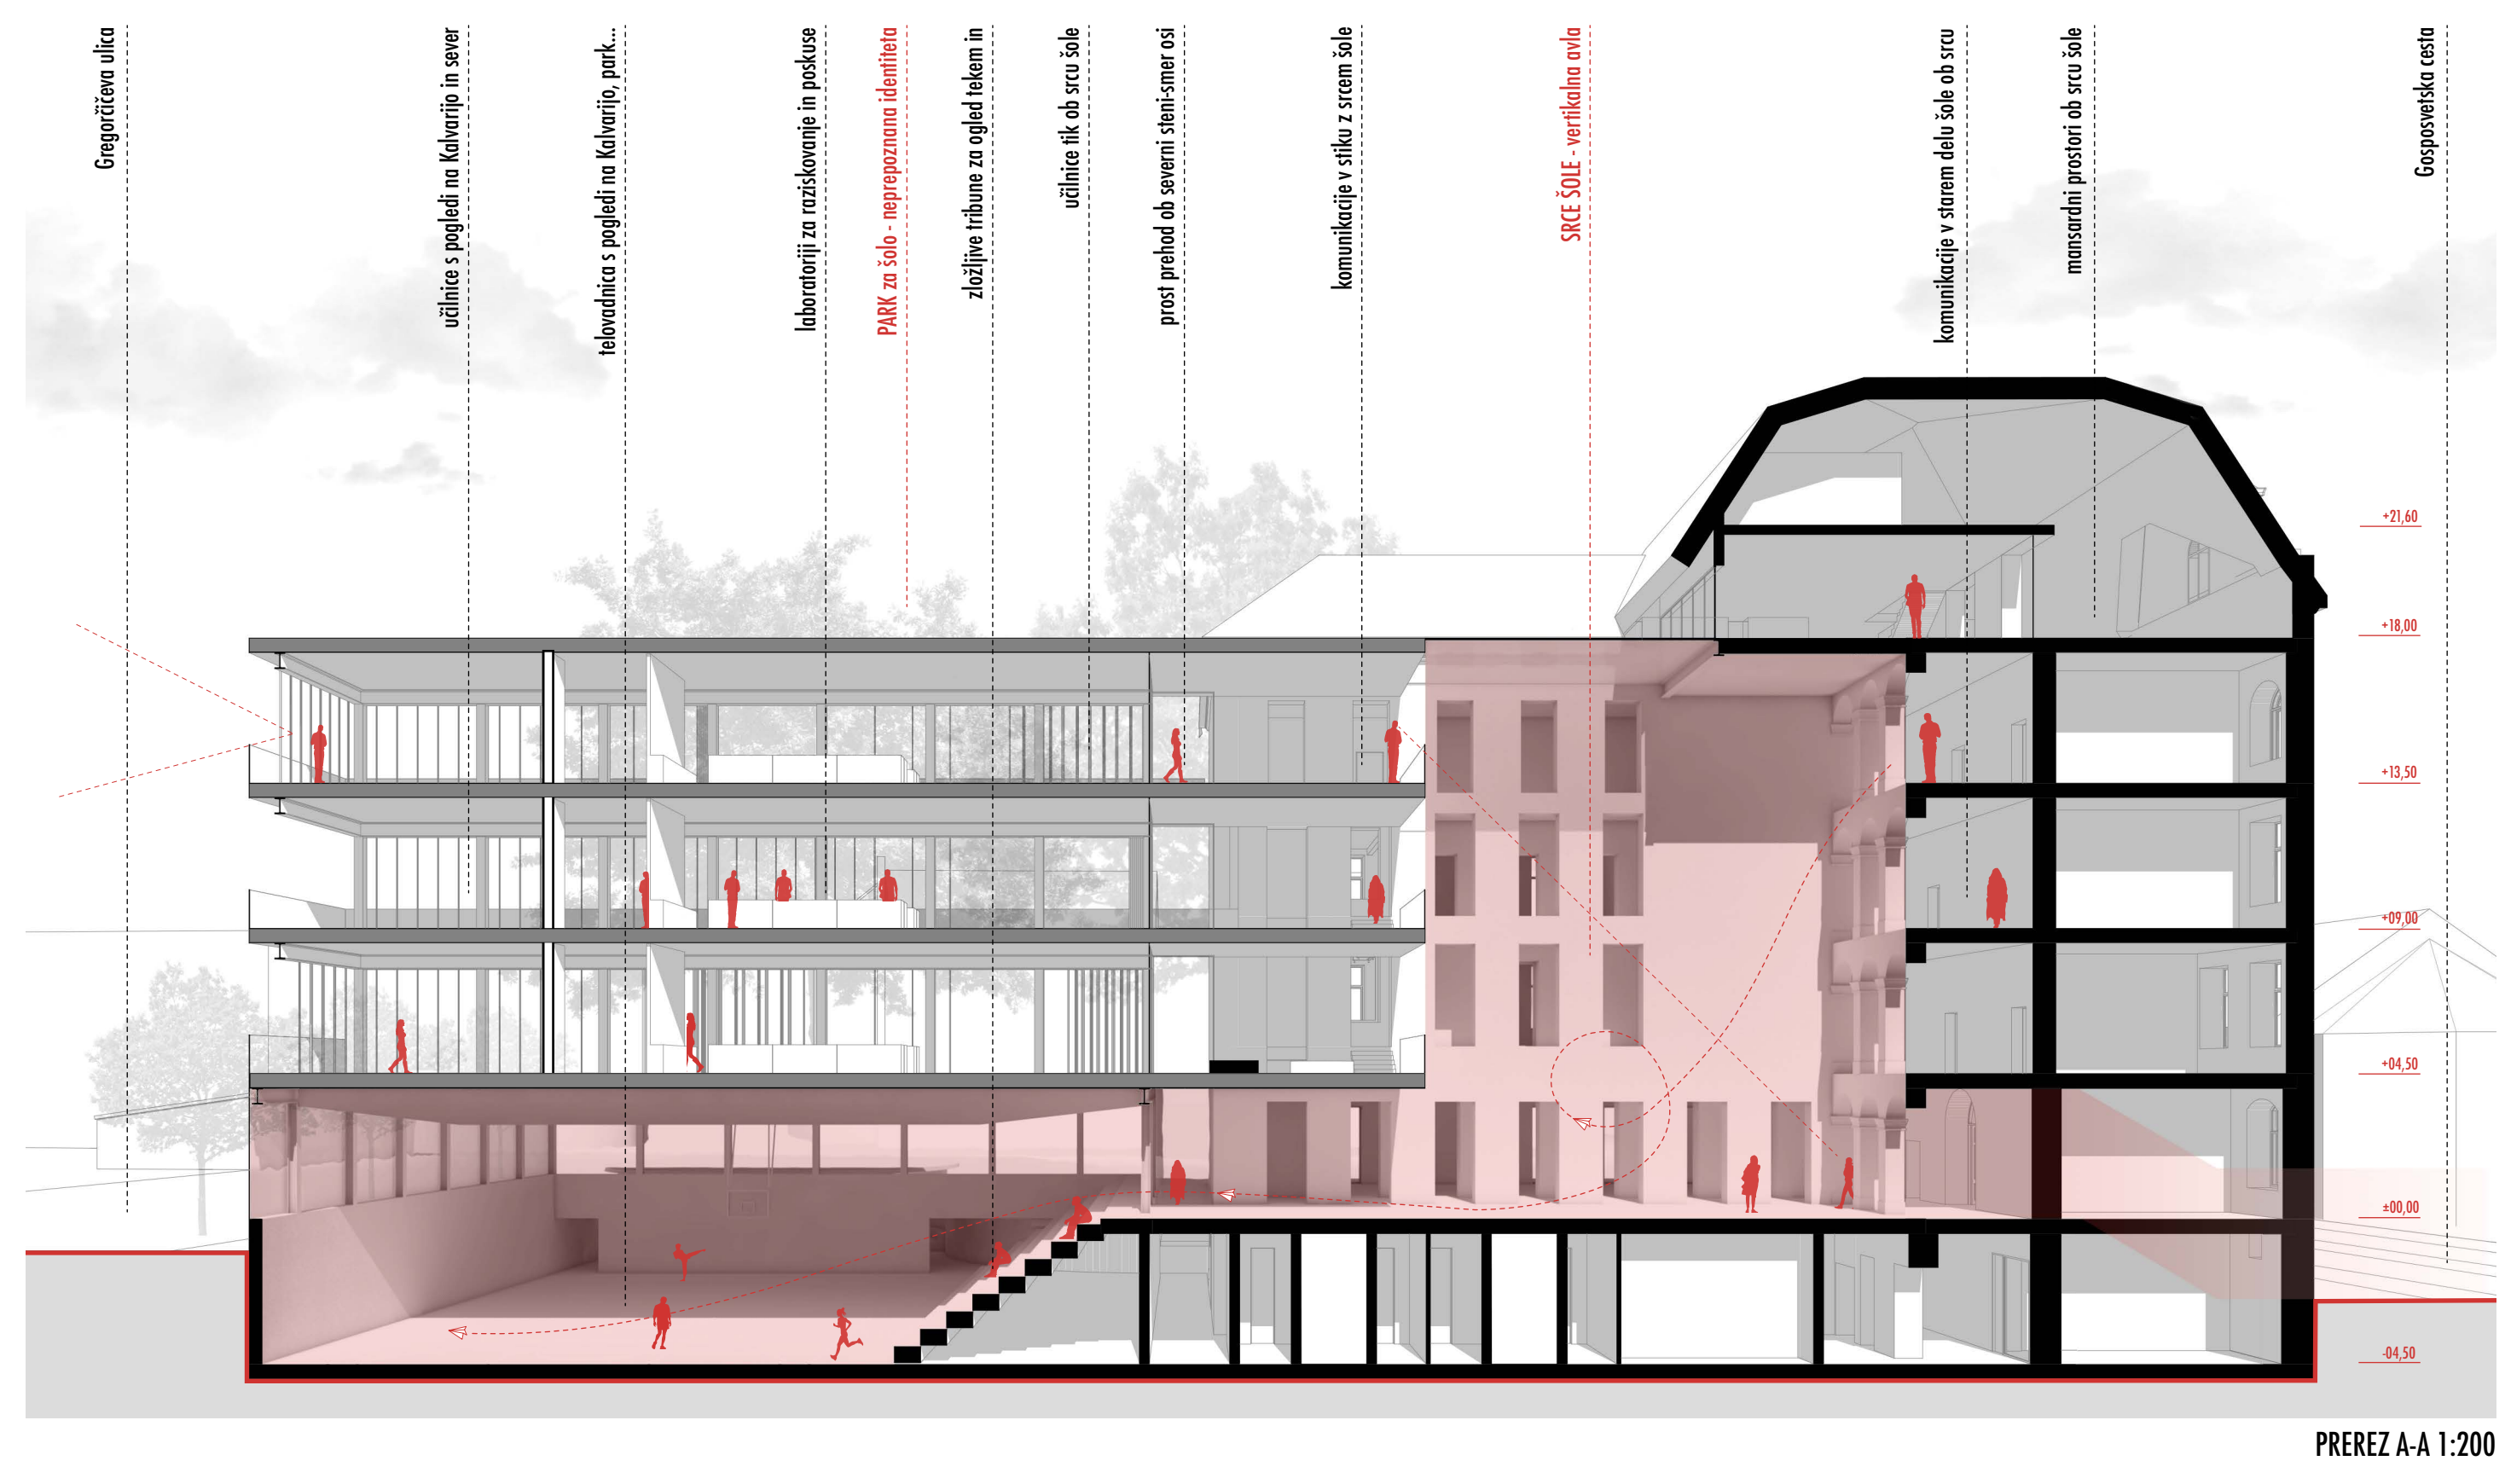 Gregorčičeva ulica
učilnice s pogledi na Kalvarijo in sever
telovadnica s pogledi na Kalvarijo, park...
laboratoriji za raziskovanje in poskuse
PARK za šolo - neprepoznana identiteta
zložljive tribune za ogled tekem in
učilnice tik ob srcu šole
prost prehod ob severni steni-smer osi
komunikacije v stiku z srcem šole
SRCE ŠOLE - vertikalna avla
komunikacije v starem delu šole ob srcu
mansardni prostori ob srcu šole
Gosposvetska cesta
+21,60
+18,00
+13,50
+09,00
+04,50
±00,00
-04,50
PREREZ A-A 1:200